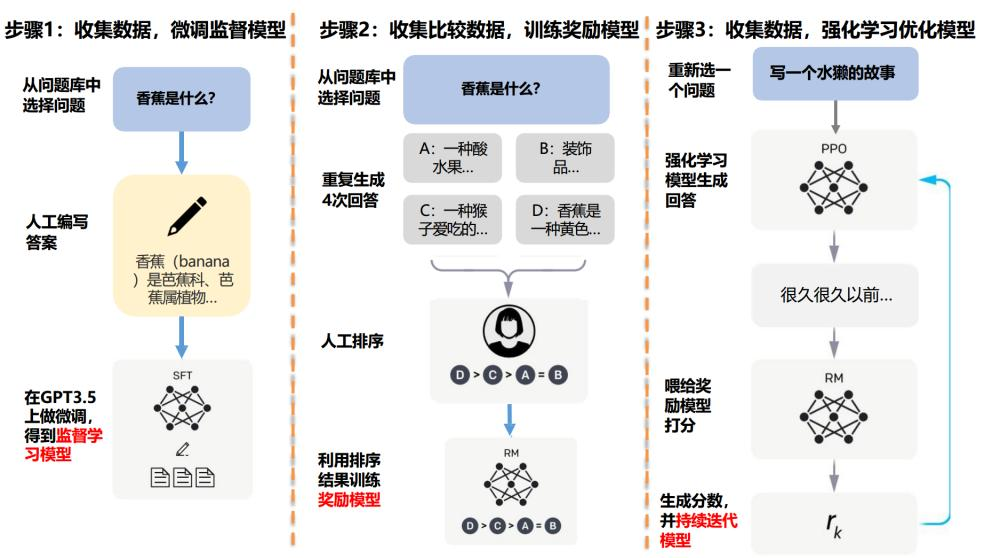 步骤1：收集数据，微调监督模型
从问题库中
选择问题
香蕉是什么？
人工编写
答案
香蕉（banana
）是芭蕉科、芭
蕉属植物...
在GPT3.5
上做微调，
得到监督学
习模型
SFT
步骤2：收集比较数据，训练奖励模型
从问题库中
选择问题
香蕉是什么？
重复生成
4次回答
A：一种酸
水果...
B：装饰
品...
C：一种猴
子爱吃的...
D：香蕉是
一种黄色...
人工排序
D > C > A = B
利用排序
结果训练
奖励模型
RM
D > C > A = B
步骤3：收集数据，强化学习优化模型
重新选一
个问题
写一个水獭的故事
强化学习
模型生成
回答
PPO
很久很久以前...
喂给奖
励模型
打分
RM
生成分数，
并持续迭代
模型
rₖ